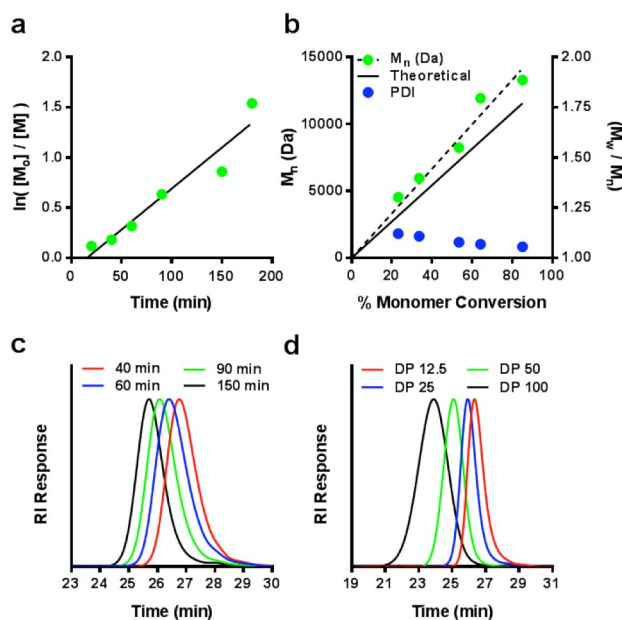 a
ln( [M₀] / [M])
2.0
1.5
1.0
0.5
0.0
0 50 100 150 200
Time (min)
b
Mₙ (Da)
Theoretical
PDI
Mₙ (Da)
15000
10000
5000
0
2.00
1.75
1.50
1.25
1.00
(M_w / Mₙ)
0 20 40 60 80 100
% Monomer Conversion
c
40 min 90 min
60 min 150 min
RI Response
23 24 25 26 27 28 29 30
Time (min)
d
DP 12.5 DP 50
DP 25 DP 100
RI Response
19 21 23 25 27 29 31
Time (min)